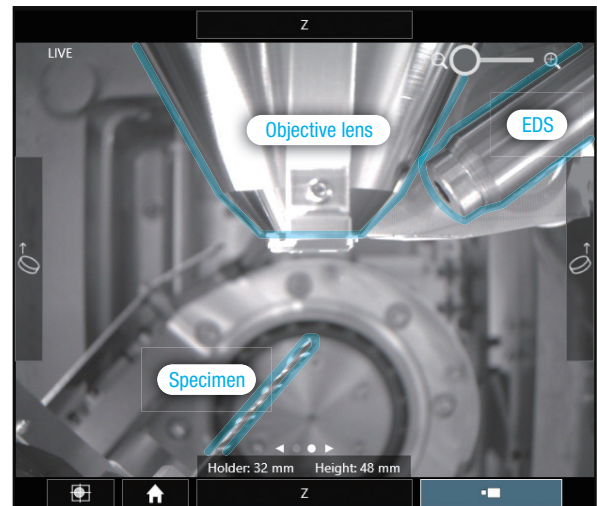 Z
LIVE
Objective lens
EDS
Specimen
Holder: 32 mm Height: 48 mm
Z